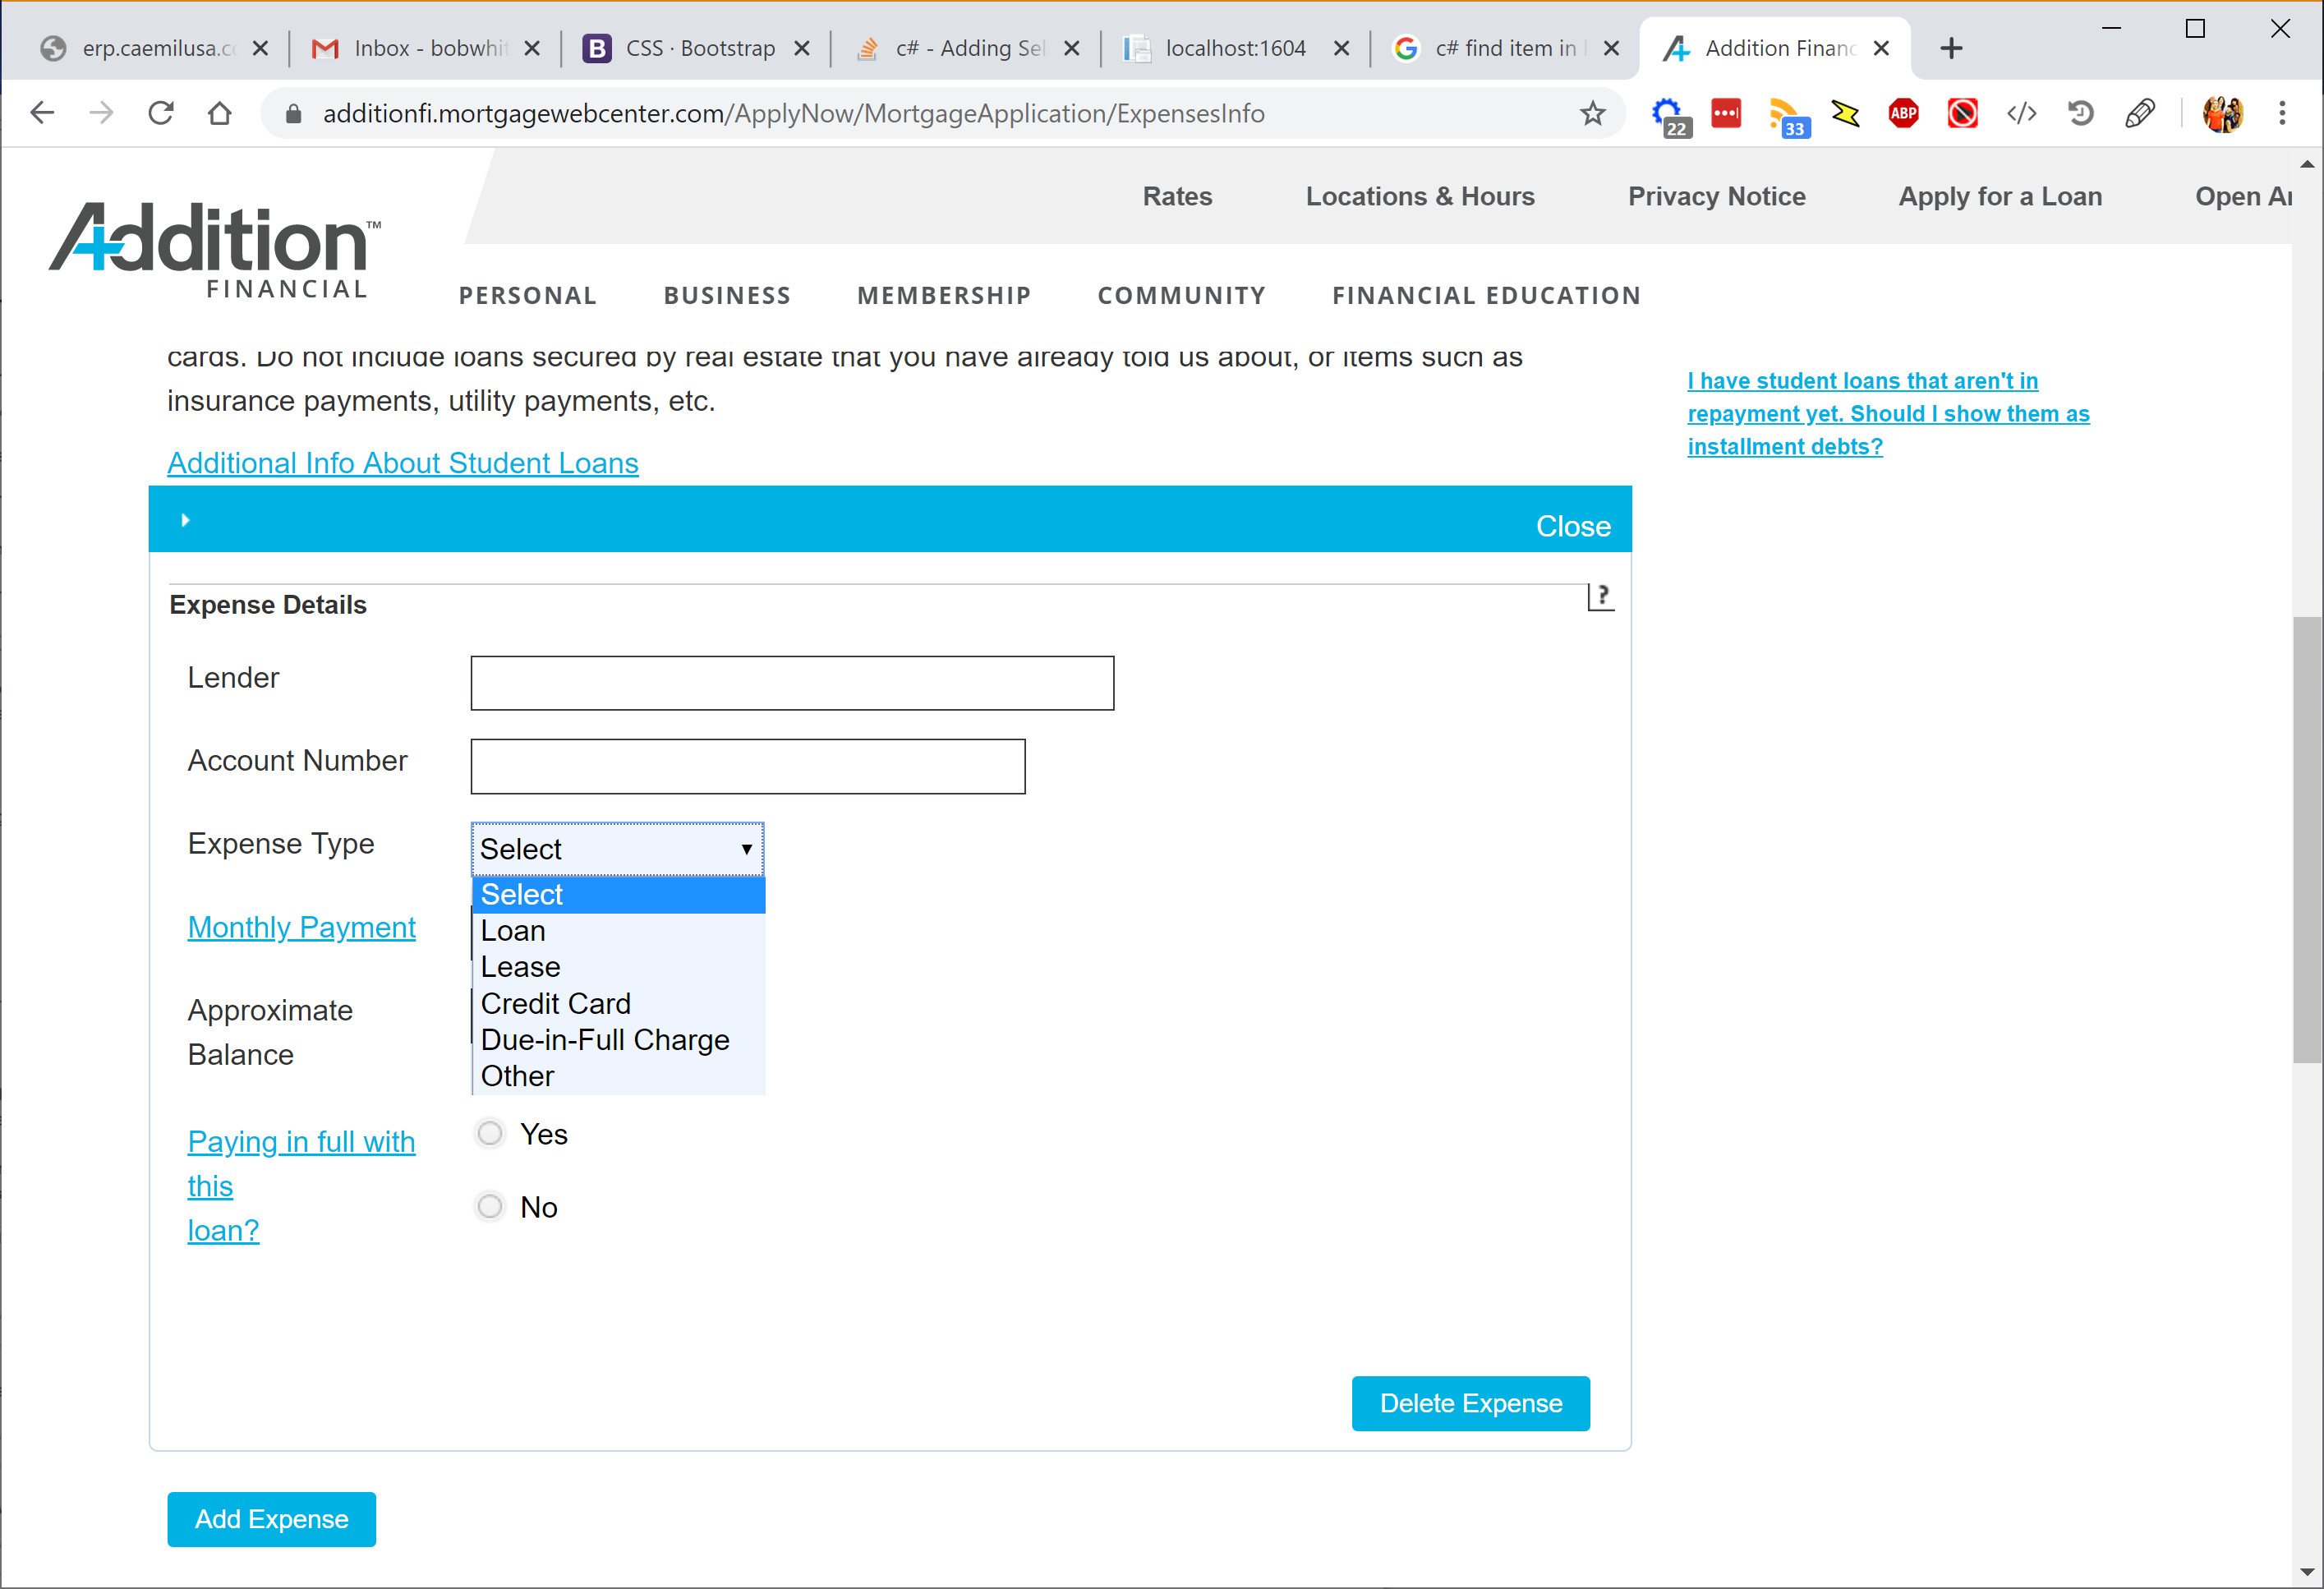 erp.caemilusa.cc
Inbox - bobwhit
CSS · Bootstrap
c# - Adding Sel
localhost:1604
c# find item in
Addition Financ
additionfi.mortgagewebcenter.com/ApplyNow/MortgageApplication/ExpensesInfo
22
33
ABP
Rates
Locations & Hours
Privacy Notice
Apply for a Loan
Open
Addition™
FINANCIAL
PERSONAL
BUSINESS
MEMBERSHIP
COMMUNITY
FINANCIAL EDUCATION
cards. Do not include loans secured by real estate that you have already told us about, or items such as
insurance payments, utility payments, etc.
I have student loans that aren't in
repayment yet. Should I show them as
installment debts?
Additional Info About Student Loans
Close
Expense Details
?
Lender
Account Number
Expense Type
Select
Select
Loan
Lease
Credit Card
Due-in-Full Charge
Other
Monthly Payment
Approximate
Balance
Paying in full with
this
loan?
Yes
No
Delete Expense
Add Expense